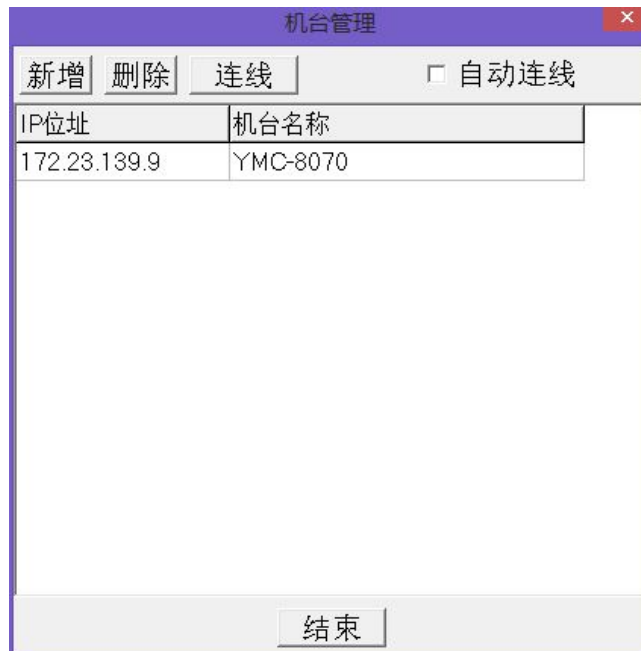 机台管理
新增 删除 连线 自动连线
IP位址 机台名称
172.23.139.9 YMC-8070
结束